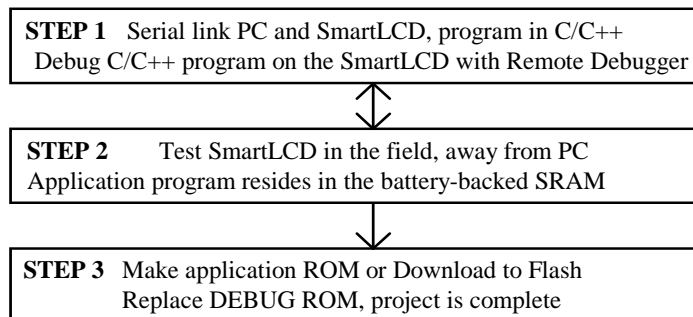 STEP 1 Serial link PC and SmartLCD, program in C/C++
Debug C/C++ program on the SmartLCD with Remote Debugger
STEP 2 Test SmartLCD in the field, away from PC
Application program resides in the battery-backed SRAM
STEP 3 Make application ROM or Download to Flash
Replace DEBUG ROM, project is complete